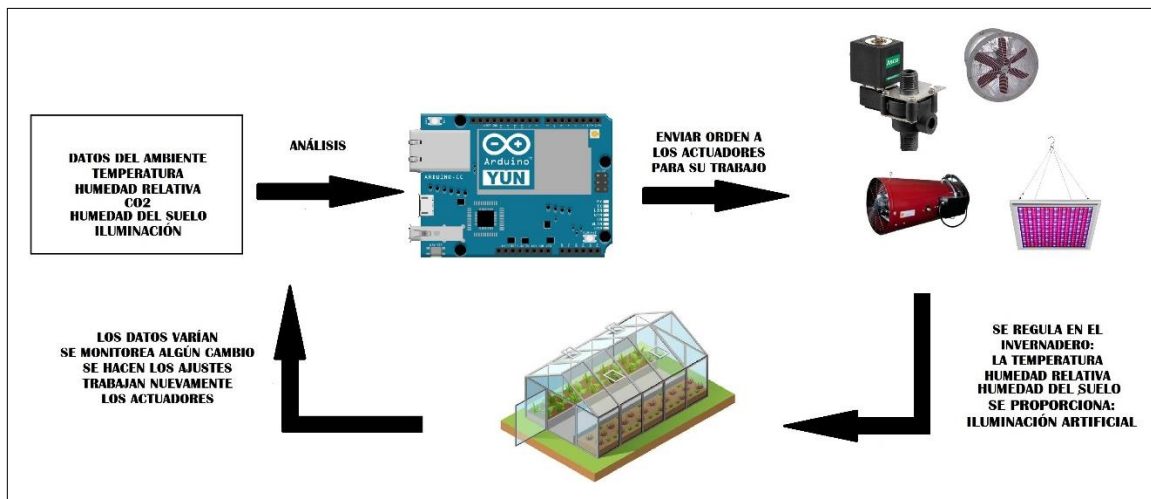 DATOS DEL AMBIENTE
TEMPERATURA
HUMEDAD RELATIVA
CO2
HUMEDAD DEL SUELO
ILUMINACIÓN
ANÁLISIS
Arduino
YUN
ARDUINO.CC
ENVIAR ORDEN A
LOS ACTUADORES
PARA SU TRABAJO
SE REGULA EN EL
INVERNADERO:
LA TEMPERATURA
HUMEDAD RELATIVA
HUMEDAD DEL SUELO
SE PROPORCIONA:
ILUMINACIÓN ARTIFICIAL
LOS DATOS VARÍAN
SE MONITOREA ALGÚN CAMBIO
SE HACEN LOS AJUSTES
TRABAJAN NUEVAMENTE
LOS ACTUADORES